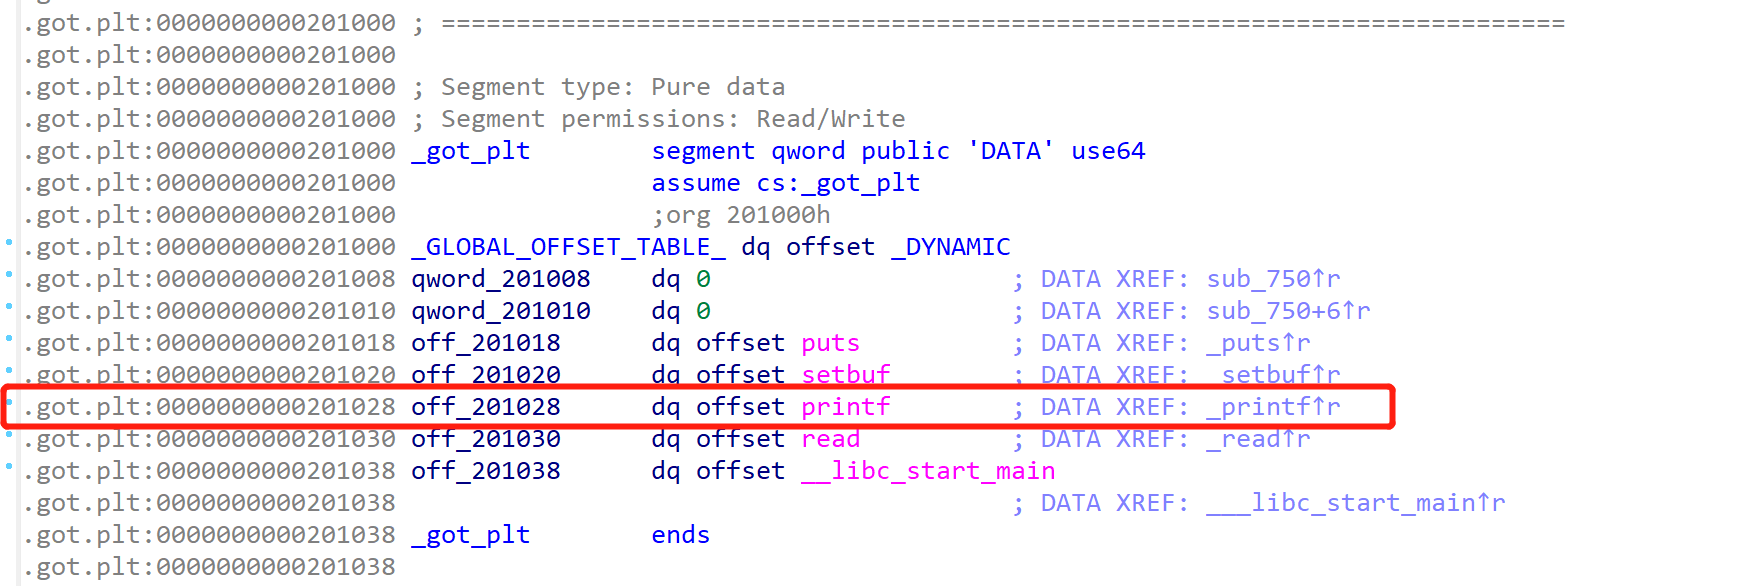 .got.plt:0000000000201000 ; ===========================================================================
.got.plt:0000000000201000
.got.plt:0000000000201000 ; Segment type: Pure data
.got.plt:0000000000201000 ; Segment permissions: Read/Write
.got.plt:0000000000201000 _got_plt        segment qword public 'DATA' use64
.got.plt:0000000000201000                 assume cs:_got_plt
.got.plt:0000000000201000                 ;org 201000h
.got.plt:0000000000201000 _GLOBAL_OFFSET_TABLE_ dq offset _DYNAMIC
.got.plt:0000000000201008 qword_201008    dq 0                    ; DATA XREF: sub_750↑r
.got.plt:0000000000201010 qword_201010    dq 0                    ; DATA XREF: sub_750+6↑r
.got.plt:0000000000201018 off_201018      dq offset puts          ; DATA XREF: _puts↑r
.got.plt:0000000000201020 off_201020      dq offset setbuf        ; DATA XREF: _setbuf↑r
.got.plt:0000000000201028 off_201028      dq offset printf        ; DATA XREF: _printf↑r
.got.plt:0000000000201030 off_201030      dq offset read          ; DATA XREF: _read↑r
.got.plt:0000000000201038 off_201038      dq offset __libc_start_main
.got.plt:0000000000201038                                         ; DATA XREF: ___libc_start_main↑r
.got.plt:0000000000201038 _got_plt        ends
.got.plt:0000000000201038